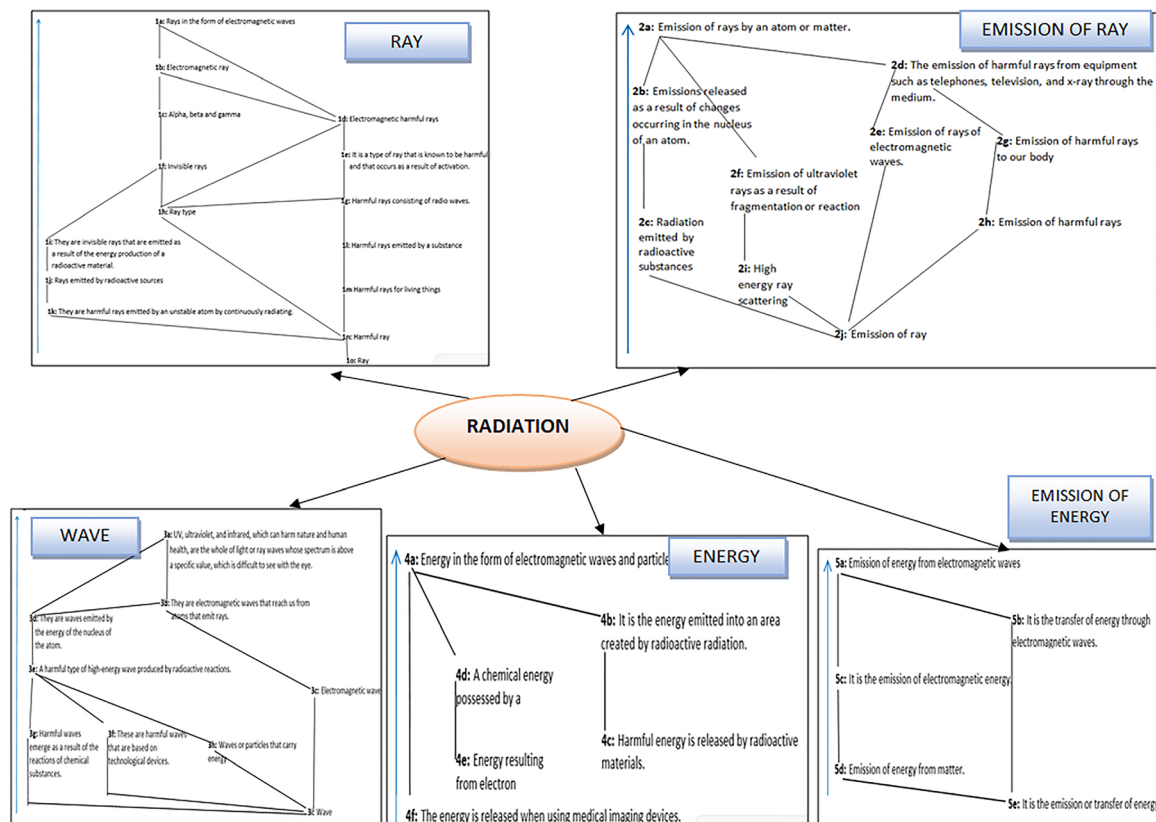 RAY
1a: Rays in the form of electromagnetic waves
1b: Electromagnetic ray
1c: Alpha, beta and gamma
1d: Electromagnetic harmful rays
1e: It is a type of ray that is known to be harmful
and that occurs as a result of activation.
1f: Invisible rays
1g: Harmful rays consisting of radio waves.
1h: Ray type
1i: They are invisible rays that are emitted as
a result of the energy production of a
radioactive material.
1l: Harmful rays emitted by a substance
1j: Rays emitted by radioactive sources
1m Harmful rays for living things
1k: They are harmful rays emitted by an unstable atom by continuously radiating.
1n: Harmful ray
1o: Ray
EMISSION OF RAY
2a: Emission of rays by an atom or matter.
2d: The emission of harmful rays from equipment
such as telephones, television, and x-ray through the
medium.
2b: Emissions released
as a result of changes
occurring in the nucleus
of an atom.
2e: Emission of rays of
electromagnetic
waves.
2g: Emission of harmful rays
to our body
2f: Emission of ultraviolet
rays as a result of
fragmentation or reaction
2c: Radiation
emitted by
radioactive
substances
2h: Emission of harmful rays
2i: High
energy ray
scattering
2j: Emission of ray
RADIATION
WAVE
3a: UV, ultraviolet, and infrared, which can harm nature and human
health, are the whole of light or ray waves whose spectrum is above
a specific value, which is difficult to see with the eye.
3b: They are electromagnetic waves that reach us from
atoms that emit rays.
3d: They are waves emitted by
the energy of the nucleus of
the atom.
3e: A harmful type of high-energy wave produced by radioactive reactions.
3c: Electromagnetic wave
3g: Harmful waves
emerge as a result of the
reactions of chemical
substances.
3f: These are harmful waves
that are based on
technological devices.
3h: Waves or particles that carry
energy
Wave
ENERGY
4a: Energy in the form of electromagnetic waves and particle
4b: It is the energy emitted into an area
created by radioactive radiation.
4d: A chemical energy
possessed by a
4c: Harmful energy is released by radioactive
materials.
4e: Energy resulting
from electron
4f: The energy is released when using medical imaging devices.
EMISSION OF
ENERGY
5a: Emission of energy from electromagnetic waves
5b: It is the transfer of energy through
electromagnetic waves.
5c: It is the emission of electromagnetic energy
5d: Emission of energy from matter.
5e: It is the emission or transfer of energy